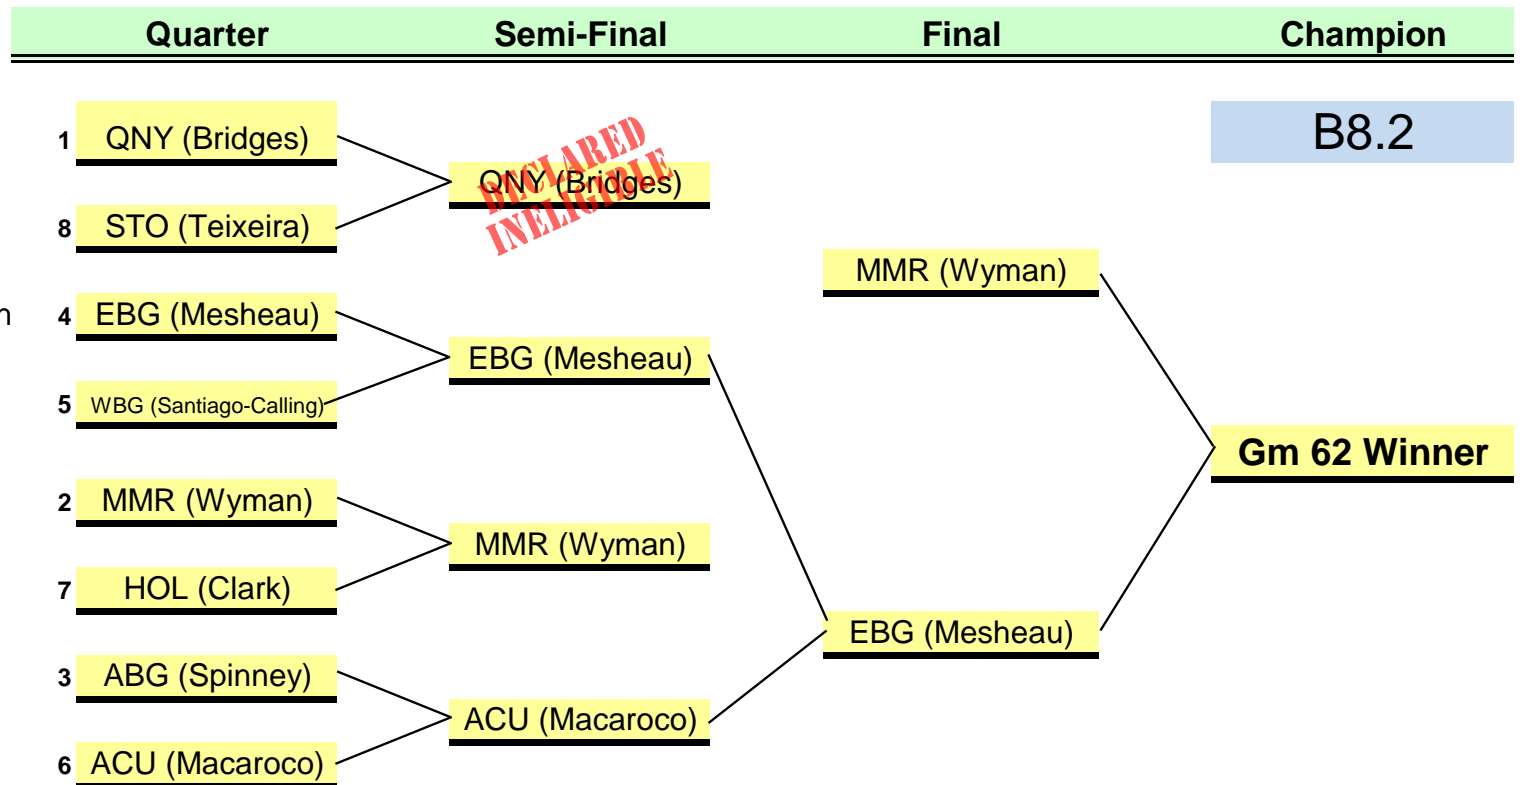 Quarter Semi-Final Final Champion
B8.2
1 QNY (Bridges)
QNY (Bridges)
DECLARED
INELIGIBLE
8 STO (Teixeira)
MMR (Wyman)
n 4 EBG (Mesheau)
EBG (Mesheau)
5 WBG (Santiago-Calling)
Gm 62 Winner
2 MMR (Wyman)
MMR (Wyman)
7 HOL (Clark)
EBG (Mesheau)
3 ABG (Spinney)
ACU (Macaroco)
6 ACU (Macaroco)